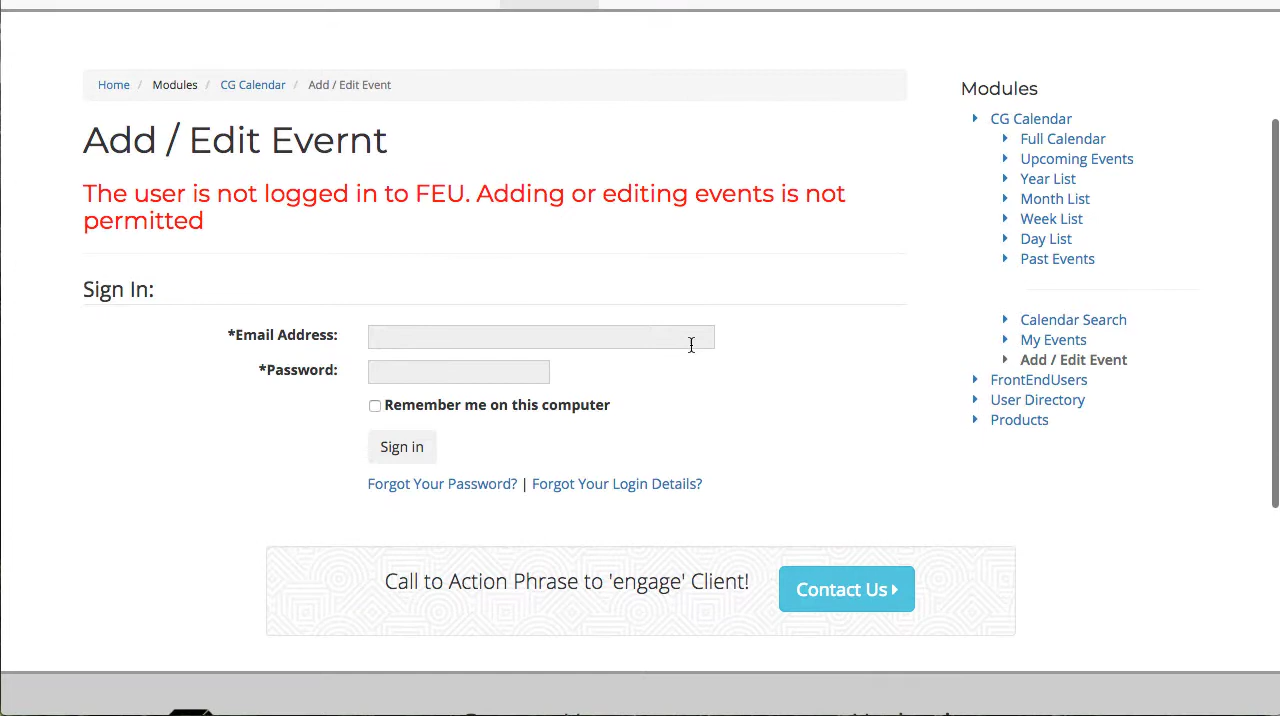 Home / Modules / CG Calendar / Add / Edit Event
Add / Edit Evernt
The user is not logged in to FEU. Adding or editing events is not
permitted
Sign In:
*Email Address:
*Password:
Remember me on this computer
Sign in
Forgot Your Password? | Forgot Your Login Details?
Modules
CG Calendar
Full Calendar
Upcoming Events
Year List
Month List
Week List
Day List
Past Events
Calendar Search
My Events
Add / Edit Event
FrontEndUsers
User Directory
Products
Call to Action Phrase to 'engage' Client!
Contact Us